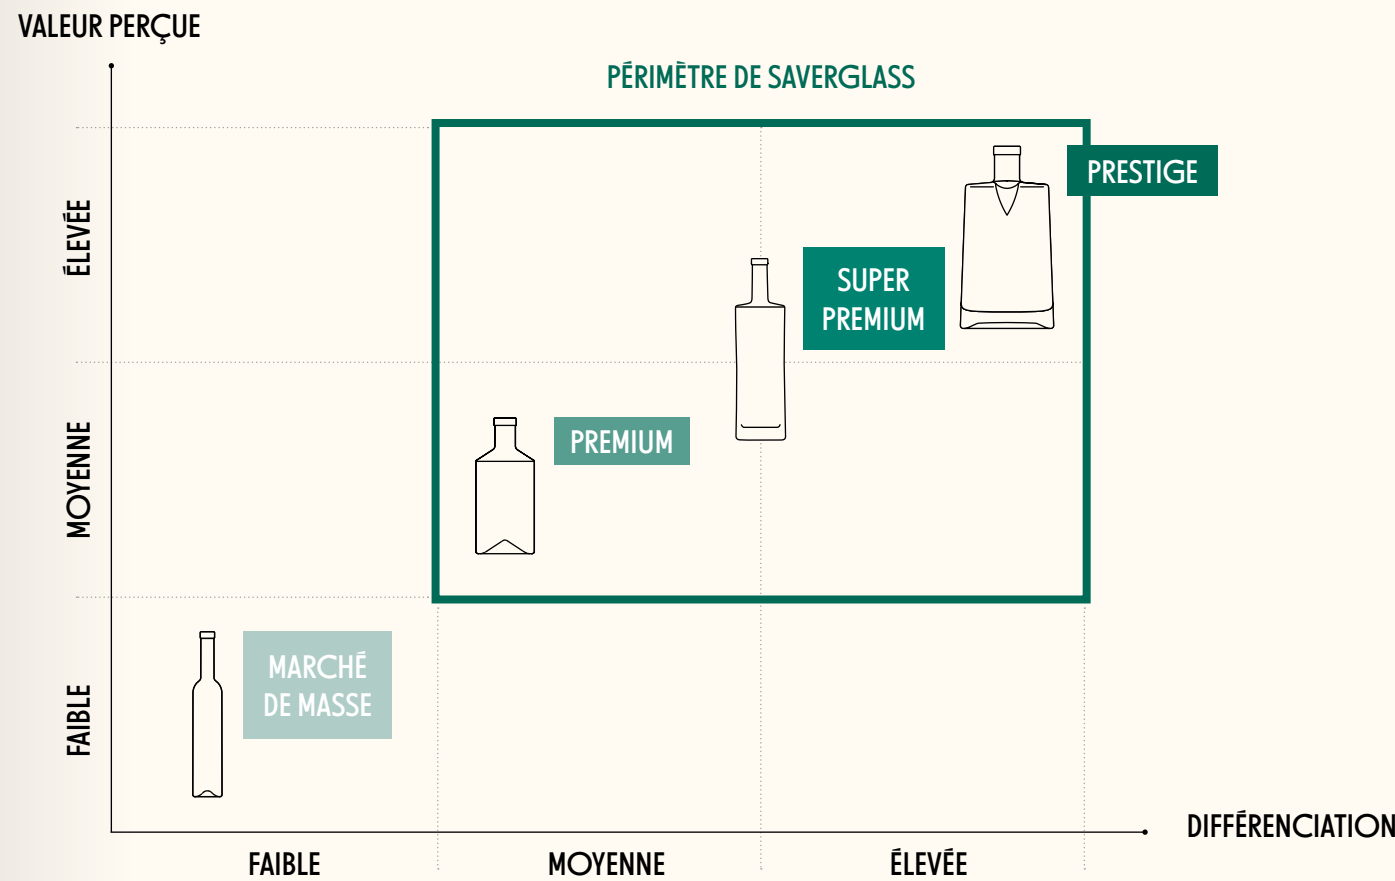 VALEUR PERÇUE
PÉRIMÈTRE DE SAVERGLASS
ÉLEVÉE
PRESTIGE
SUPER
PREMIUM
MOYENNE
PREMIUM
FAIBLE
MARCHÉ
DE MASSE
DIFFÉRENCIATION
FAIBLE
MOYENNE
ÉLEVÉE